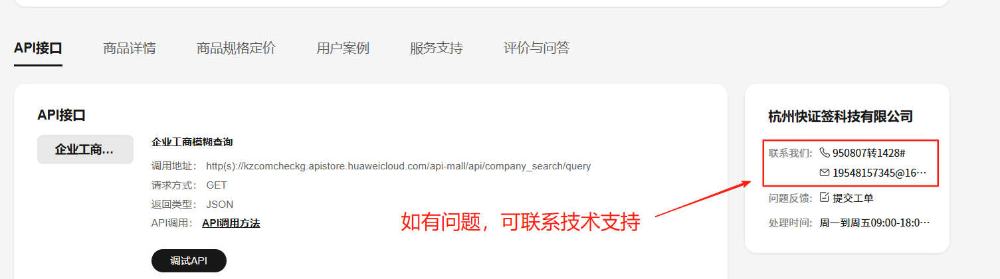 API接口 商品详情 商品规格定价 用户案例 服务支持 评价与问答
API接口
企业工商...
企业工商模糊查询
调用地址： http(s)://kzcomcheckg.apistore.huaweicloud.com/api-mall/api/company_search/query
请求方式： GET
返回类型： JSON
API调用： API调用方法
调试API
如有问题，可联系技术支持
杭州快证签科技有限公司
联系我们: 950807转1428#
19548157345@16···
问题反馈: 提交工单
处理时间: 周一到周五09:00-18:0···